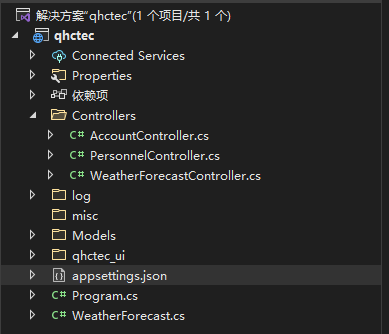 解决方案"qhctec"(1 个项目/共 1 个)
qhctec
Connected Services
Properties
依赖项
Controllers
C# AccountController.cs
C# PersonnelController.cs
C# WeatherForecastController.cs
log
misc
Models
qhctec_ui
appsettings.json
C# Program.cs
C# WeatherForecast.cs